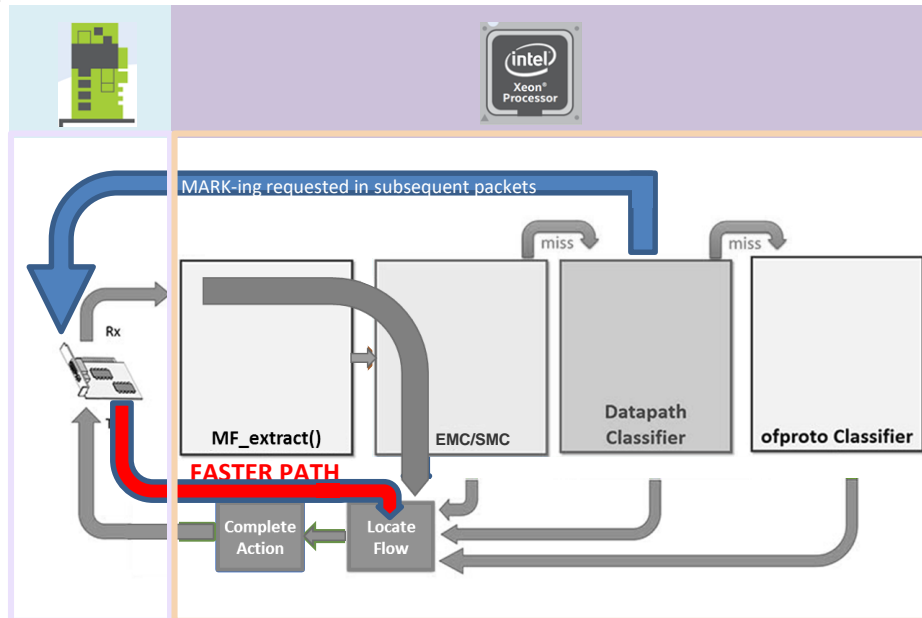 intel
Xeon®
Processor
MARK-ing requested in subsequent packets
miss
miss
Rx
T
MF_extract()
EMC/SMC
Datapath
Classifier
ofproto Classifier
FASTER PATH
Complete
Action
Locate
Flow